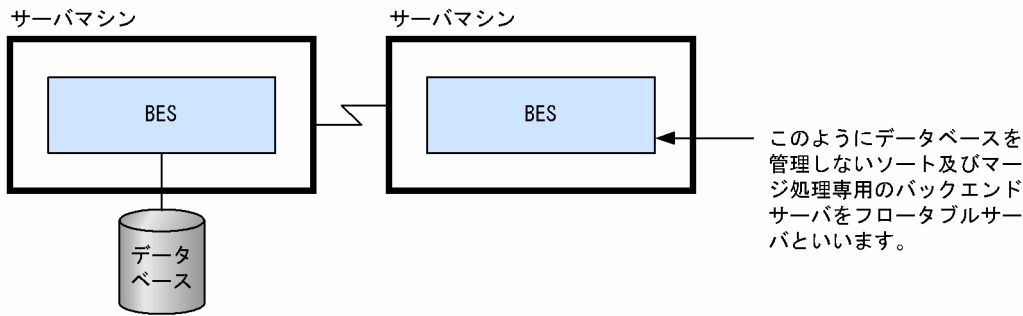 サーバマシン
サーバマシン
BES
BES
データ
ベース
このようにデータベースを
管理しないソート及びマー
ジ処理専用のバックエンド
サーバをフロータブルサー
バといいます。